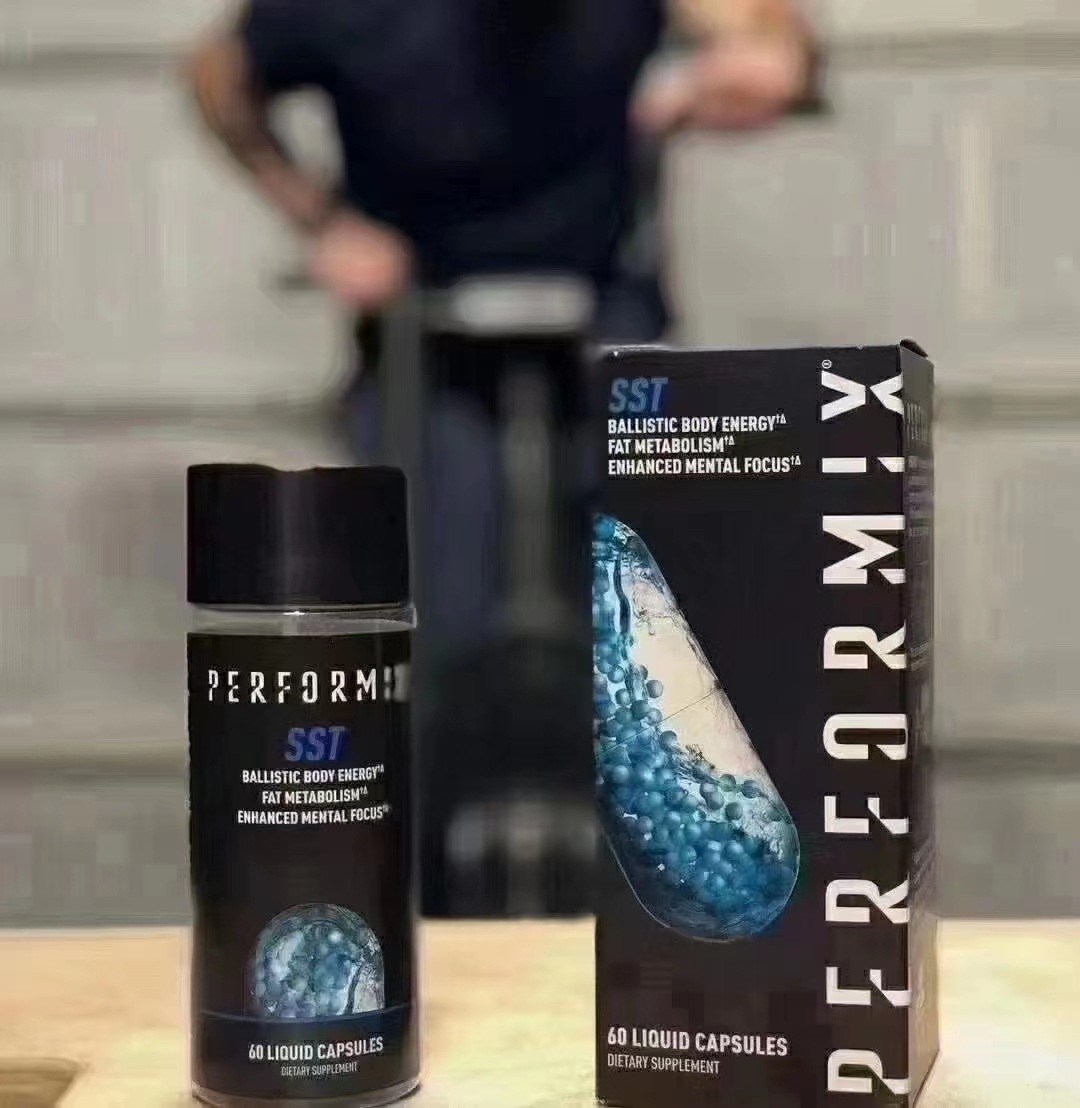 PERFORM
SST
BALLISTIC BODY ENERGY†Δ
FAT METABOLISM†Δ
ENHANCED MENTAL FOCUS†Δ
60 LIQUID CAPSULES
DIETARY SUPPLEMENT
SST
BALLISTIC BODY ENERGY†Δ
FAT METABOLISM†Δ
ENHANCED MENTAL FOCUS†Δ
PERFORMIX®
60 LIQUID CAPSULES
DIETARY SUPPLEMENT